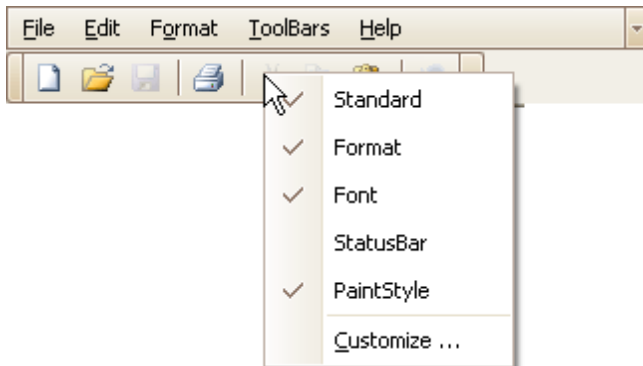 File Edit Format ToolBars Help
Standard
Format
Font
StatusBar
PaintStyle
Customize ...